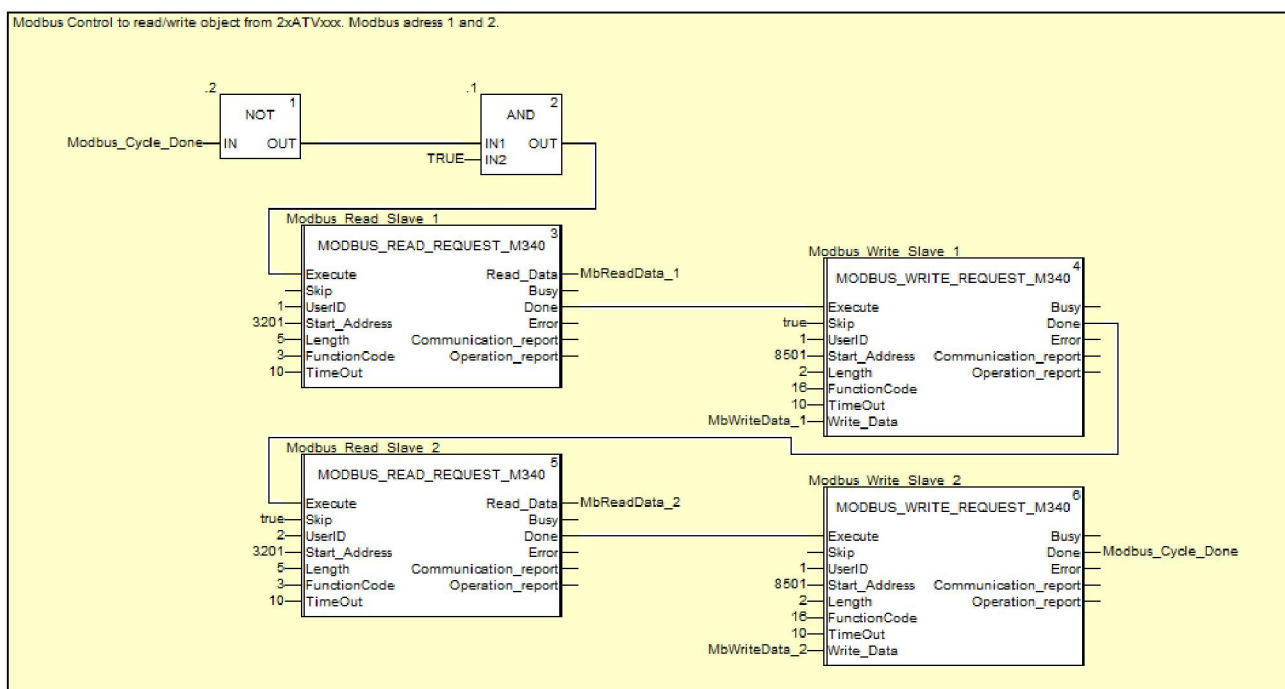 Modbus Control to read/write object from 2xATVxxx. Modbus adress 1 and 2.
.2
1
NOT
Modbus_Cycle_Done IN OUT
.1
2
AND
IN1 OUT
TRUE IN2
Modbus_Read_Slave_1
3
MODBUS_READ_REQUEST_M340
Execute Read_Data MbReadData_1
Skip Busy
1 UserID Done
3201 Start_Address Error
5 Length Communication_report
3 FunctionCode Operation_report
10 TimeOut
Modbus_Write_Slave_1
4
MODBUS_WRITE_REQUEST_M340
Execute Busy
true Skip Done
1 UserID Error
8501 Start_Address Communication_report
2 Length Operation_report
16 FunctionCode
10 TimeOut
MbWriteData_1 Write_Data
Modbus_Read_Slave_2
5
MODBUS_READ_REQUEST_M340
Execute Read_Data MbReadData_2
true Skip Busy
2 UserID Done
3201 Start_Address Error
5 Length Communication_report
3 FunctionCode Operation_report
10 TimeOut
Modbus_Write_Slave_2
6
MODBUS_WRITE_REQUEST_M340
Execute Busy
Skip Done Modbus_Cycle_Done
1 UserID Error
8501 Start_Address Communication_report
2 Length Operation_report
16 FunctionCode
10 TimeOut
MbWriteData_2 Write_Data